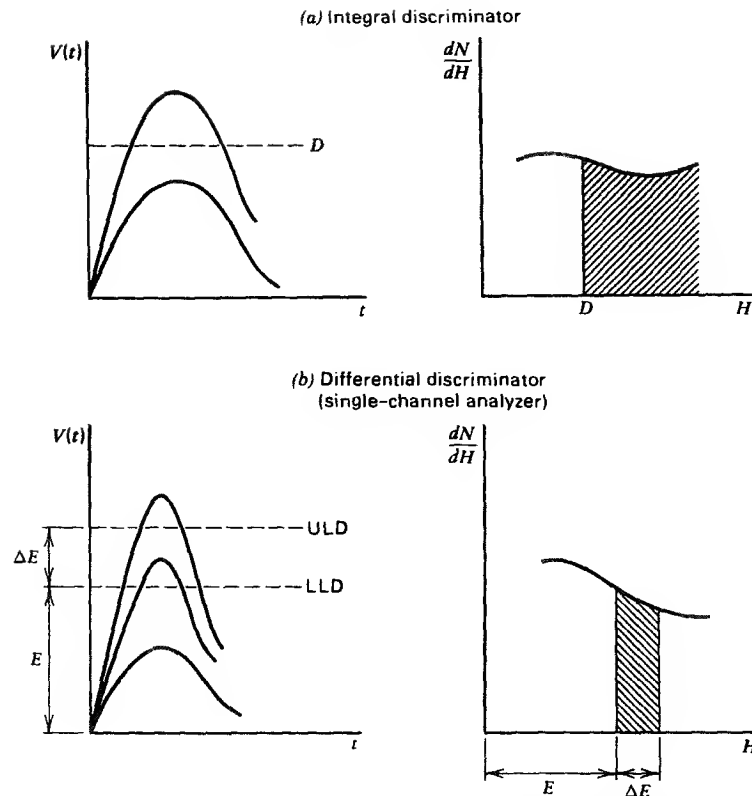 (a) Integral discriminator
V(t)
D
t
dN
dH
D
H
(b) Differential discriminator
(single-channel analyzer)
V(t)
ULD
ΔE
LLD
E
t
dN
dH
H
E
ΔE